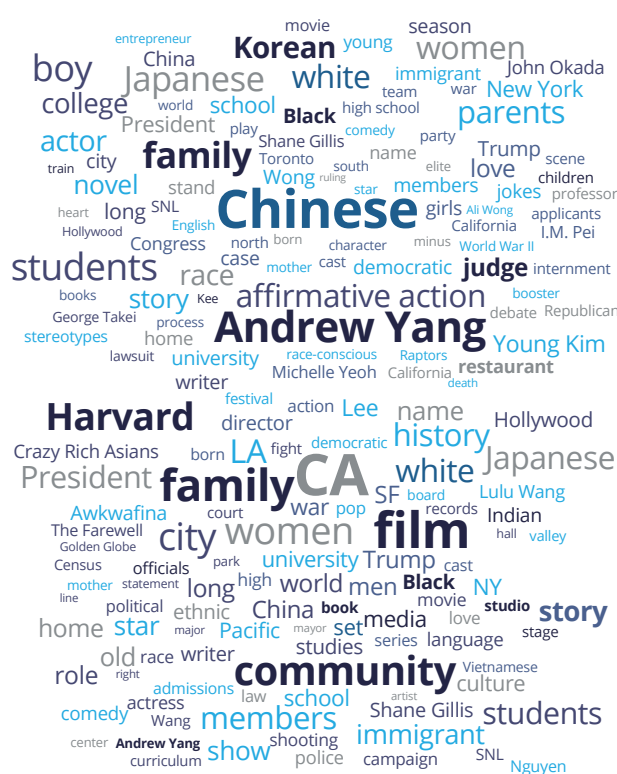 movie season
entrepreneur Korean young women
boy China Japanese white immigrant John Okada
college world school team war New York
Black high school parents
President play comedy
actor city family Shane Gillis name party Trump
train Toronto south elite love scene
novel stand Wong ruling star members jokes children professor
heart long SNL Chinese girls Ali Wong applicants
Hollywood English California I.M. Pei
Congress north born character minus World War II
students race case mother cast democratic judge internment
books story Kee affirmative action booster
George Takei process Andrew Yang debate Republican
stereotypes home Young Kim
lawsuit university race-conscious Raptors restaurant
writer Michelle Yeoh California death
festival action Lee name
Harvard director history Hollywood
Crazy Rich Asians born LA fight democratic Japanese
President family CA white
SF board Lulu Wang
Awkwafina court war pop film records Indian
The Farewell city women hall valley
Golden Globe
Census officials park university Trump cast
mother statement long high world men Black NY
line political ethnic China book movie studio story
home star major Pacific mayor set media love stage
old race writer studies series language
role right community Vietnamese culture
admissions law school artist
comedy actress Wang members Shane Gillis students
center Andrew Yang show shooting immigrant
curriculum police campaign SNL Nguyen